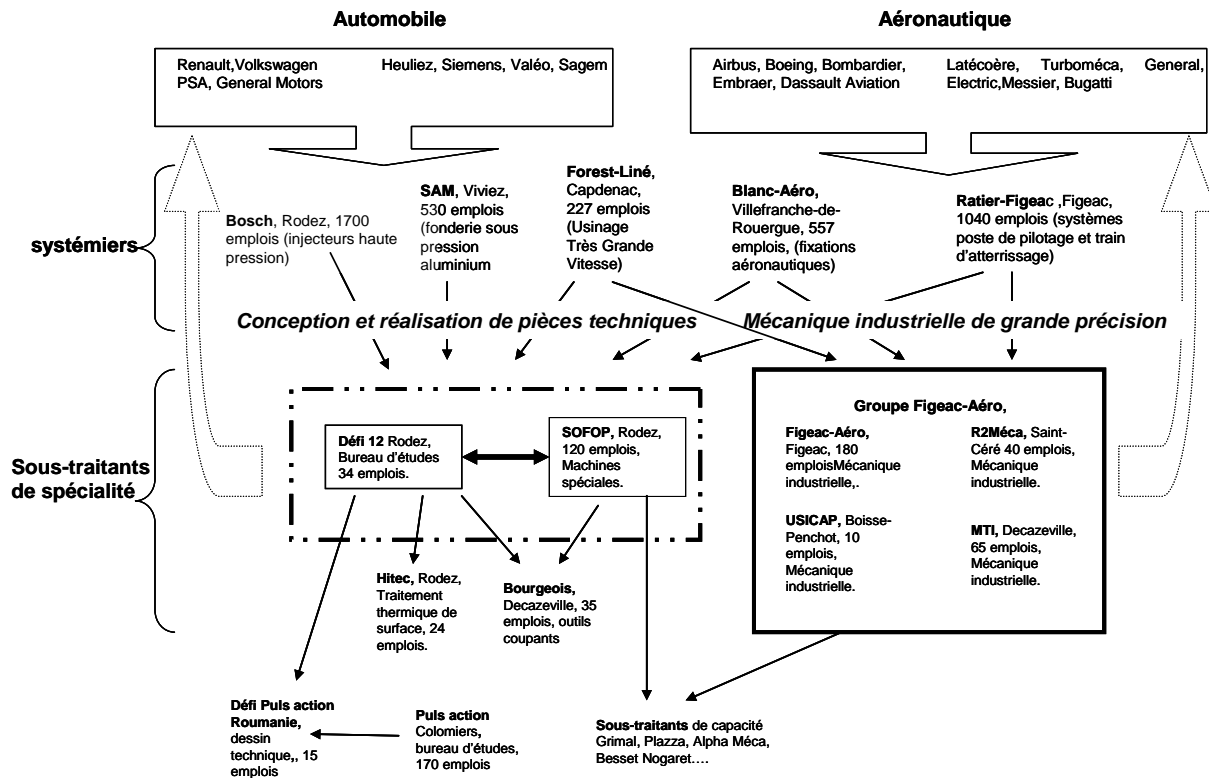 Automobile
Aéronautique
Renault,Volkswagen
PSA, General Motors
Heuliez, Siemens, Valéo, Sagem
Airbus, Boeing, Bombardier,
Embraer, Dassault Aviation
Latécoère, Turboméca, General,
Electric,Messier, Bugatti
systémiers
Bosch, Rodez, 1700
emplois (injecteurs haute
pression)
SAM, Viviez,
530 emplois
(fonderie sous
pression
aluminium
Forest-Liné,
Capdenac,
227 emplois
(Usinage
Très Grande
Vitesse)
Blanc-Aéro,
Villefranche-de-
Rouergue, 557
emplois, (fixations
aéronautiques)
Ratier-Figeac ,Figeac,
1040 emplois (systèmes
poste de pilotage et train
d'atterrissage)
Conception et réalisation de pièces techniques
Mécanique industrielle de grande précision
Sous-traitants
de spécialité
Défi 12 Rodez,
Bureau d'études
34 emplois.
SOFOP, Rodez,
120 emplois,
Machines
spéciales.
Groupe Figeac-Aéro,
Figeac-Aéro,
Figeac, 180
emploisMécanique
industrielle,.
R2Méca, Saint-
Céré 40 emplois,
Mécanique
industrielle.
USICAP, Boisse-
Penchot, 10
emplois,
Mécanique
industrielle.
MTI, Decazeville,
65 emplois,
Mécanique
industrielle.
Hitec, Rodez,
Traitement
thermique de
surface, 24
emplois.
Bourgeois,
Decazeville, 35
emplois, outils
coupants
Défi Puls action
Roumanie,
dessin
technique,, 15
emplois
Puls action
Colomiers,
bureau d'études,
170 emplois
Sous-traitants de capacité
Grimal, Plazza, Alpha Méca,
Besset Nogaret….